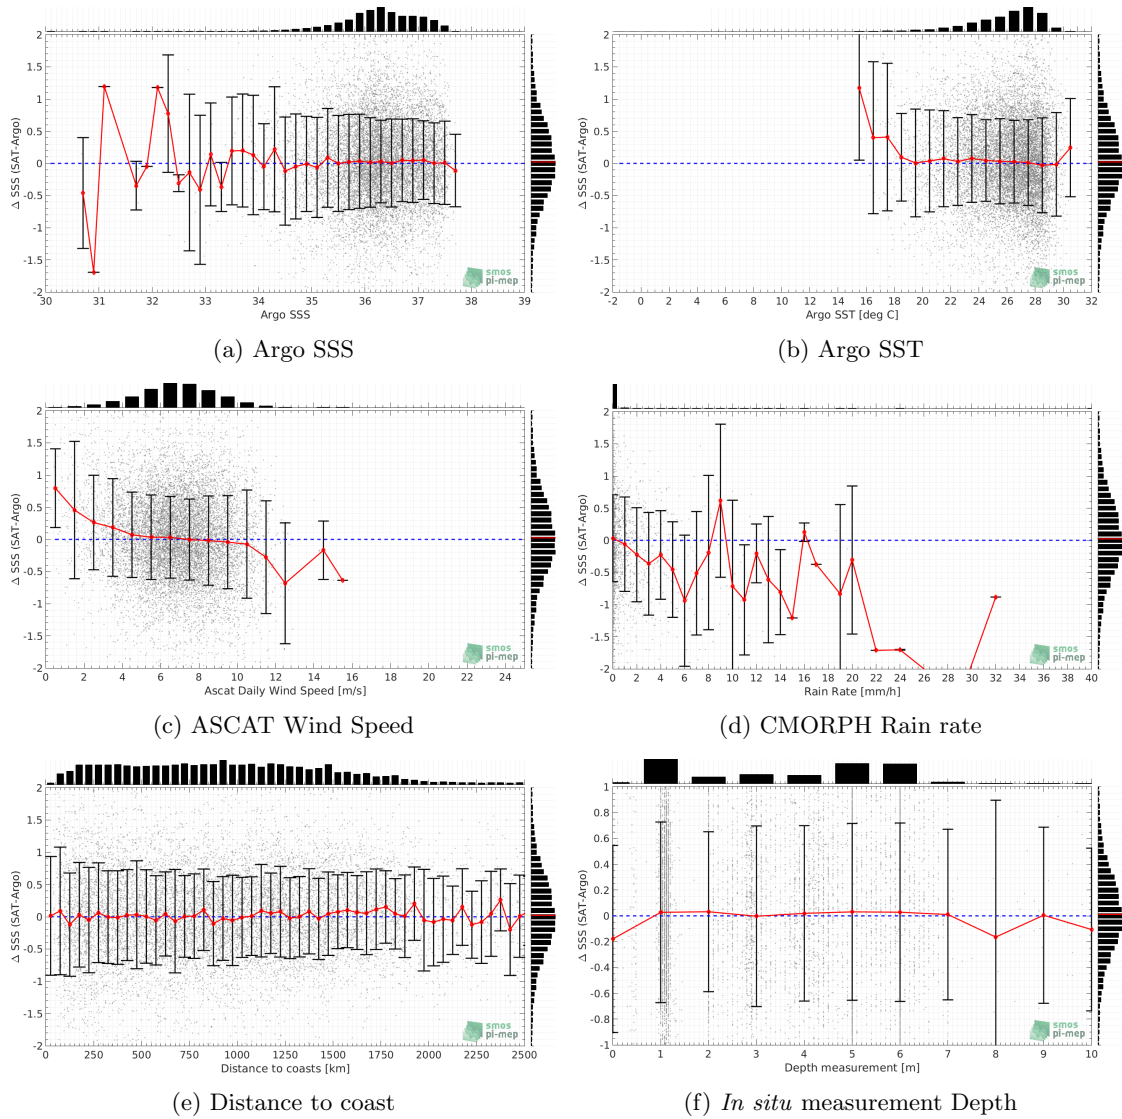 2
1.5
1
0.5
0
-0.5
-1
-1.5
-2
Δ SSS (SAT-Argo)
30 31 32 33 34 35 36 37 38 39
Argo SSS
smos
pi-mep
(a) Argo SSS
2
1.5
1
0.5
0
-0.5
-1
-1.5
-2
Δ SSS (SAT-Argo)
-2 0 2 4 6 8 10 12 14 16 18 20 22 24 26 28 30 32
Argo SST [deg C]
smos
pi-mep
(b) Argo SST
2
1.5
1
0.5
0
-0.5
-1
-1.5
-2
Δ SSS (SAT-Argo)
0 2 4 6 8 10 12 14 16 18 20 22 24
Ascat Daily Wind Speed [m/s]
smos
pi-mep
(c) ASCAT Wind Speed
2
1.5
1
0.5
0
-0.5
-1
-1.5
-2
Δ SSS (SAT-Argo)
0 2 4 6 8 10 12 14 16 18 20 22 24 26 28 30 32 34 36 38 40
Rain Rate [mm/h]
smos
pi-mep
(d) CMORPH Rain rate
2
1.5
1
0.5
0
-0.5
-1
-1.5
-2
Δ SSS (SAT-Argo)
0 250 500 750 1000 1250 1500 1750 2000 2250 2500
Distance to coasts [km]
smos
pi-mep
(e) Distance to coast
1
0.8
0.6
0.4
0.2
0
-0.2
-0.4
-0.6
-0.8
-1
Δ SSS (SAT-Argo)
0 1 2 3 4 5 6 7 8 9 10
Depth measurement [m]
smos
pi-mep
(f) In situ measurement Depth